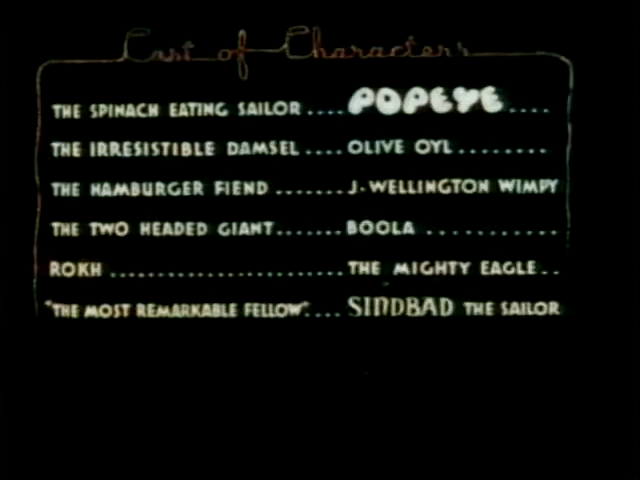 Cast of Characters
THE SPINACH EATING SAILOR .... POPEYE ....
THE IRRESISTIBLE DAMSEL .... OLIVE OYL ........
THE HAMBURGER FIEND ....... J. WELLINGTON WIMPY
THE TWO HEADED GIANT ....... BOOLA ...........
ROKH ........................ THE MIGHTY EAGLE ..
"THE MOST REMARKABLE FELLOW" .... SINDBAD THE SAILOR